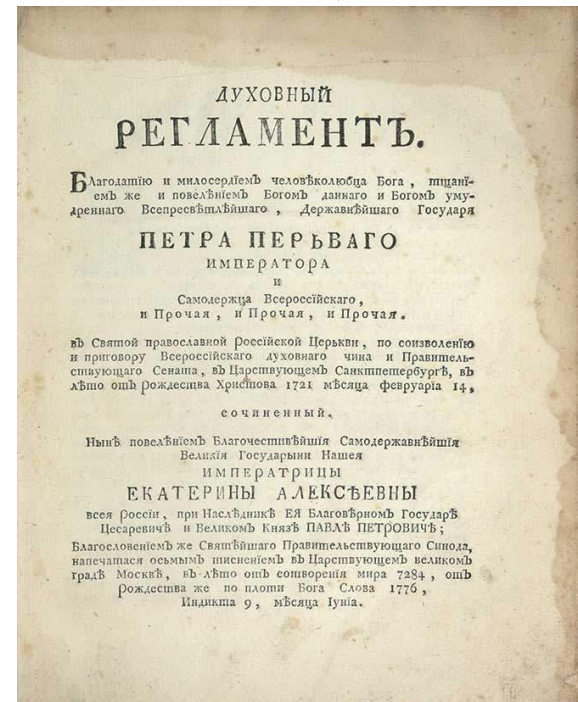 ДУХОВНЫЙ
РЕГЛАМЕНТЪ.
Благодатїю и милосердїемЪ человѣколюбца Бога, тщанї-
емЪ же и повелѣнїемЪ БогомЪ даннаго и БогомЪ ему-
дреннаго Всепресвѣтлѣйшаго, Державнѣйшаго Государя
ПЕТРА ПЕРЬВАГО
ИМПЕРАТОРА
И
Самодержца Всероссїйскаго,
и Прочая, и Прочая, и Прочая.
вЪ Святой православной Россїйской Церькви, по соизволенїю
и приговору Всероссїйскаго духовнаго чина и Правитель-
ствующаго Сената, вЪ Царствующемъ Санктпетербургѣ, вЪ
лѣто отЪ рождества Христова 1721 мѣсяца февруарїа 14,
сочиненный.
Нынѣ повелѣнїемЪ Благочестивѣйшїя Самодержавнѣйшїя
Великїя Государыни Нашея
ИМПЕРАТРИЦЫ
ЕКАТЕРИНЫ АЛЕКСѢЕВНЫ
всея Россїи, при Наслѣдникѣ ЕЯ БлаговѣрномЪ Государѣ
Цесаревичѣ и ВеликомЪ Князѣ ПАВЛѢ ПЕТРОВИЧѢ;
БлагословенїемЪ же Святѣйшаго Правительствующаго Синода,
напечатася осьмымЪ тисненїемЪ вЪ ЦарствующемЪ великомЪ
градѣ Москвѣ, вЪ лѣто отЪ сотворенїя мира 7284, отЪ
Рождества же по плоти Бога Слова 1776,
Индикта 9, мѣсяца Іунїа.